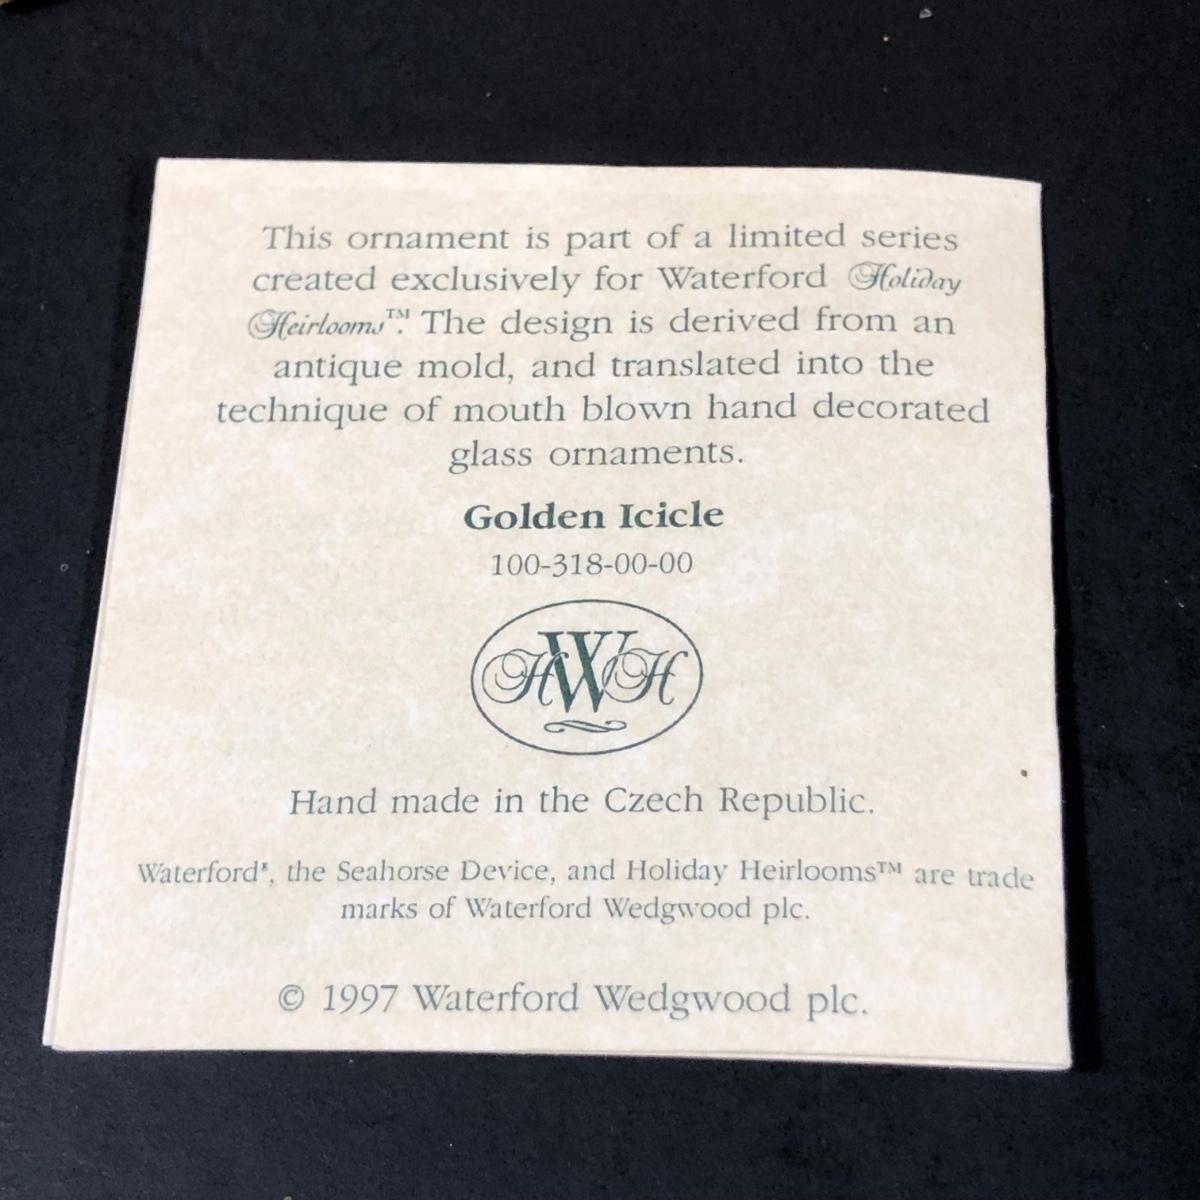 This ornament is part of a limited series
created exclusively for Waterford Holiday
Heirlooms™. The design is derived from an
antique mold, and translated into the
technique of mouth blown hand decorated
glass ornaments.
Golden Icicle
100-318-00-00
HWH
Hand made in the Czech Republic.
Waterford®, the Seahorse Device, and Holiday Heirlooms™ are trade
marks of Waterford Wedgwood plc.
© 1997 Waterford Wedgwood plc.